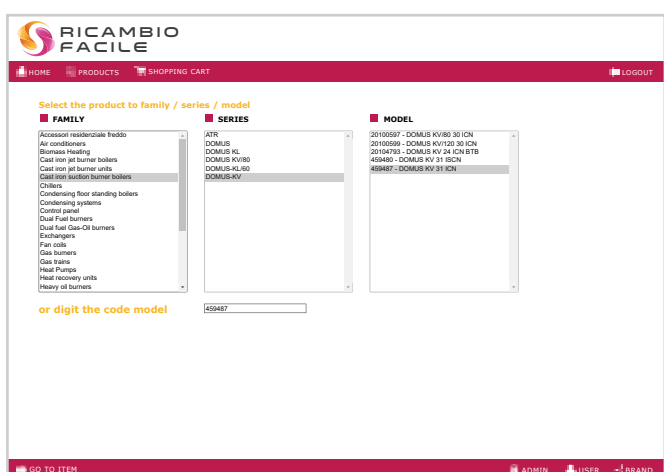 RICAMBIO
FACILE
HOME PRODUCTS SHOPPING CART LOGOUT
Select the product to family / series / model
FAMILY SERIES MODEL
Accessori residenziale freddo
Air conditioners
Biomass Heating
Cast iron jet burner boilers
Cast iron jet burner units
Cast iron suction burner boilers
Chillers
Condensing floor standing boilers
Condensing systems
Control panel
Dual Fuel burners
Dual fuel Gas-Oil burners
Exchangers
Fan coils
Gas burners
Gas trains
Heat Pumps
Heat recovery units
Heavy oil burners
ATR
DOMUS
DOMUS KL
DOMUS KV/80
DOMUS-KL/60
DOMUS-KV
20100597 - DOMUS KV/80 30 ICN
20100599 - DOMUS KV/120 30 ICN
20104793 - DOMUS KV 24 ICN BTB
459480 - DOMUS KV 31 ISCN
459487 - DOMUS KV 31 ICN
or digit the code model 459487
GO TO ITEM ADMIN USER BRAND